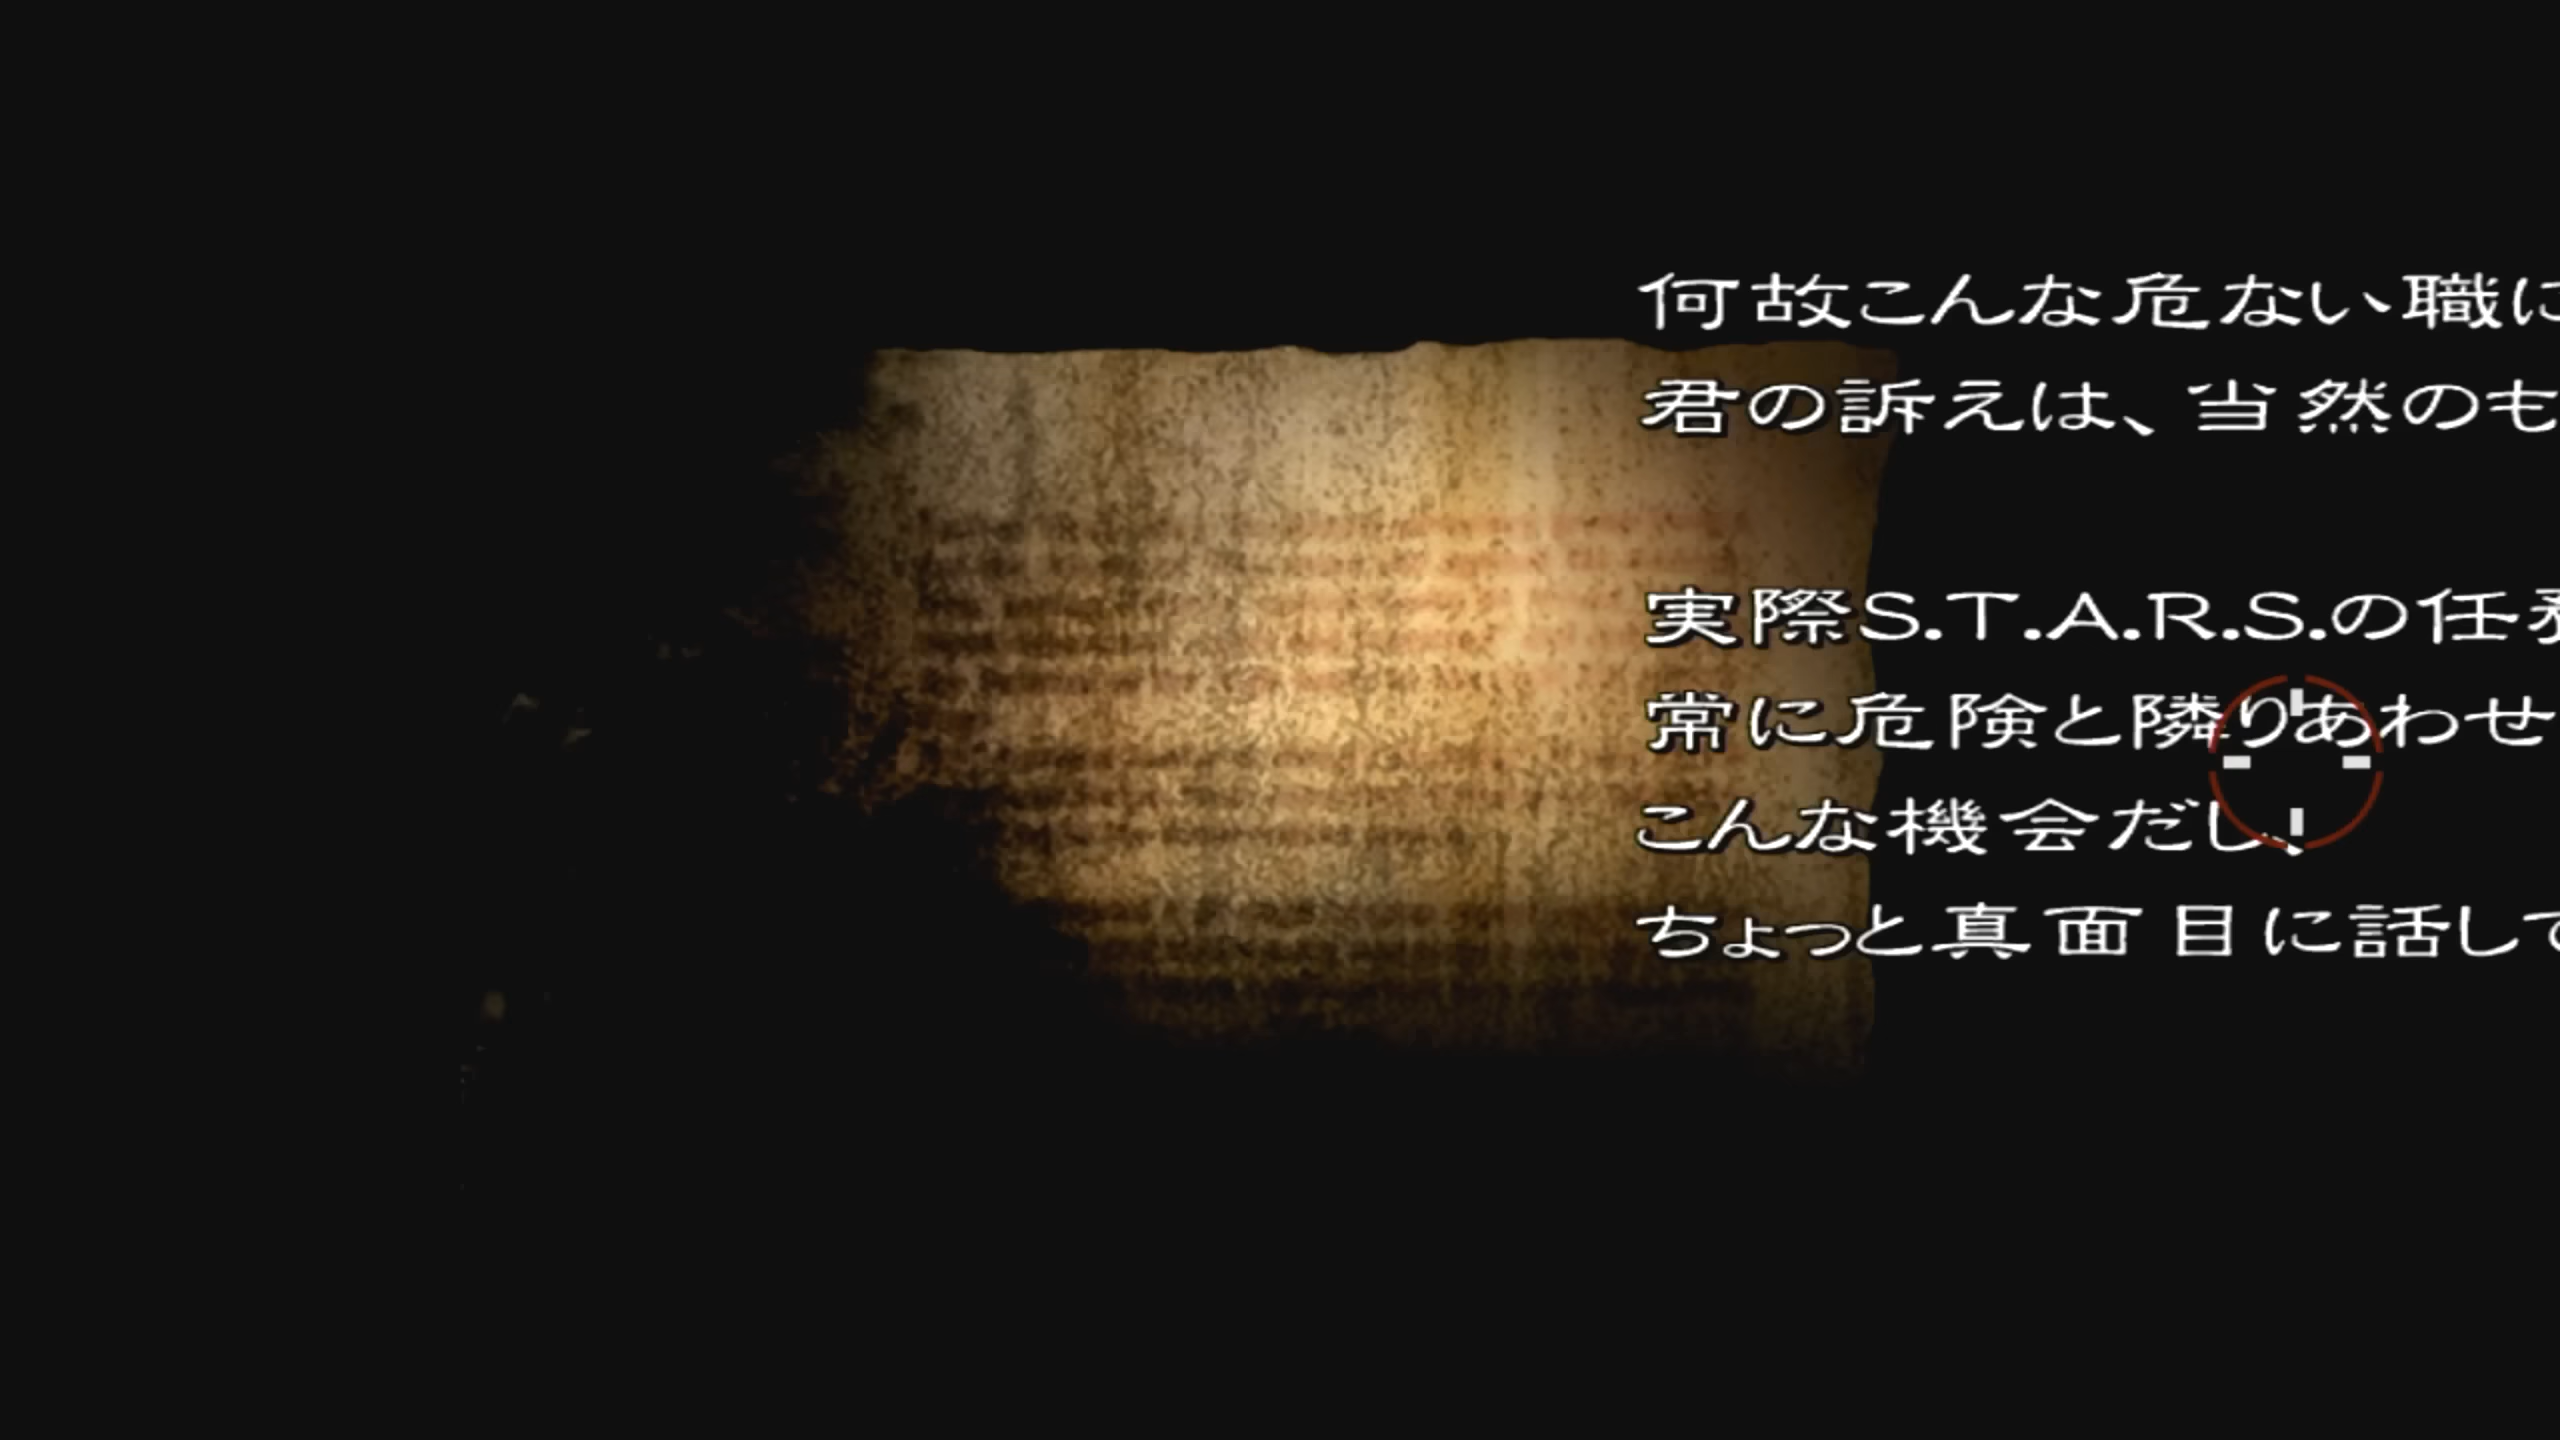 何故こんな危ない職に
君の訴えは、当然のも
実際S.T.A.R.S.の任務
常に危険と隣りあわせ
こんな機会だし、
ちょっと真面目に話して